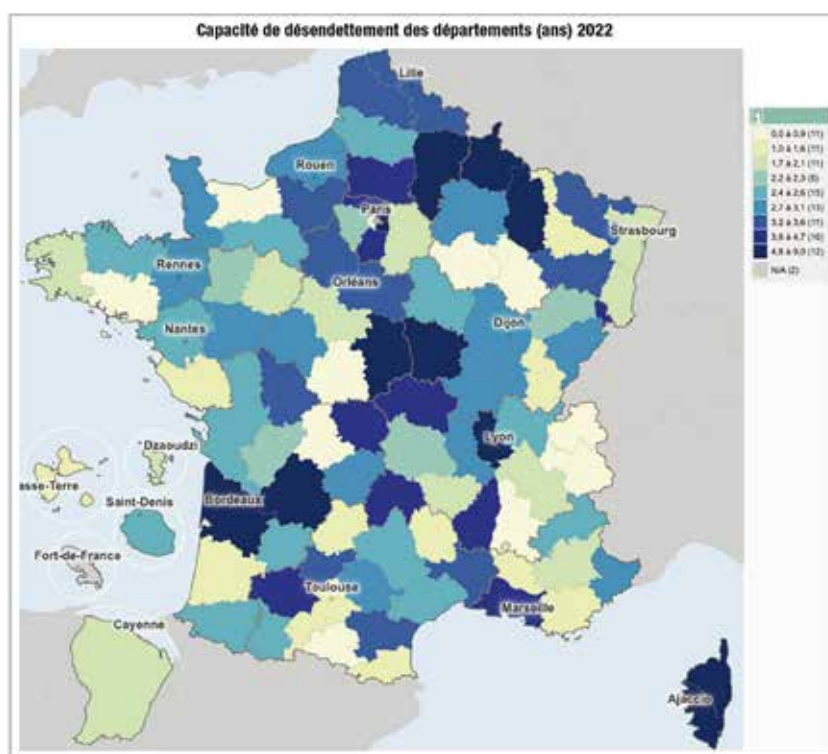 Capacité de désendettement des départements (ans) 2022
Lille
Rouen
Paris
Strasbourg
Rennes
Orléans
Nantes
Dijon
Lyon
Dzaoudzi
asse-Terre
Saint-Denis
Bordeaux
Fort-de-France
Toulouse
Marseille
Cayenne
Ajaccio
1
0,0 à 0,9 (11)
1,0 à 1,6 (11)
1,7 à 2,1 (11)
2,2 à 2,3 (5)
2,4 à 2,6 (15)
2,7 à 3,1 (13)
3,2 à 3,6 (11)
3,6 à 4,7 (10)
4,8 à 9,0 (12)
N/A (2)